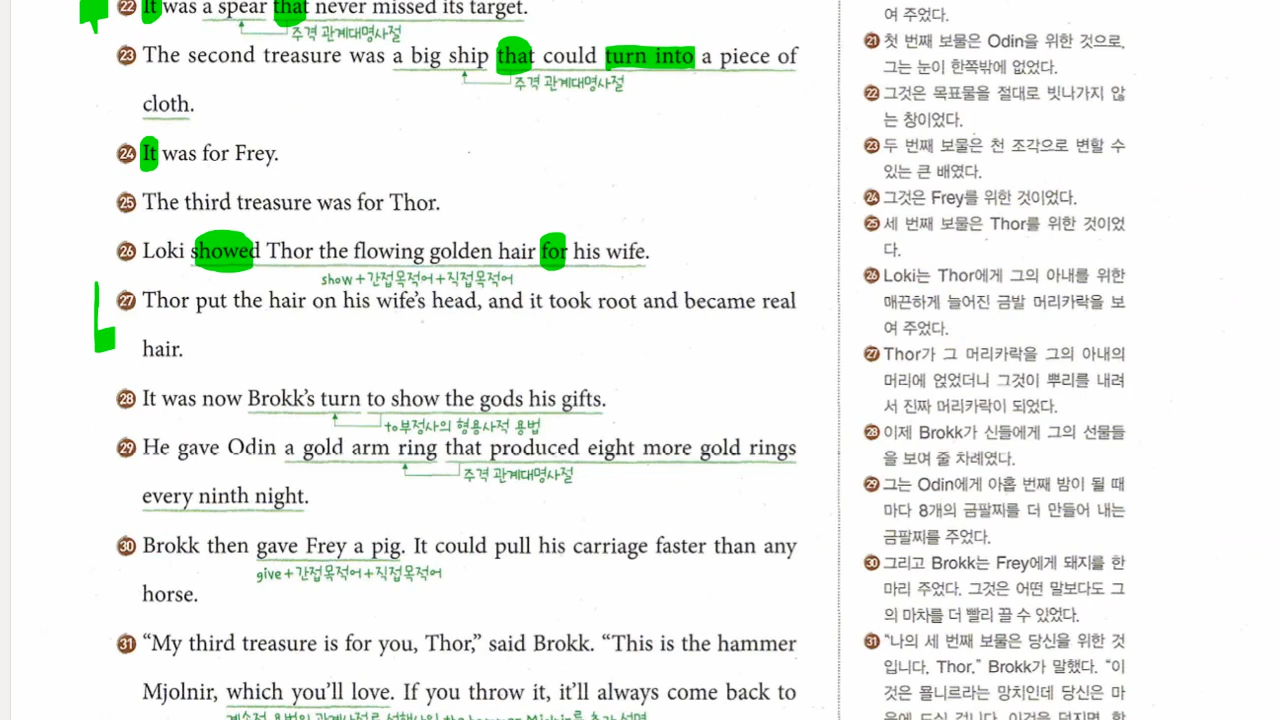 ㉒ It was a spear that never missed its target.
주격 관계대명사절
㉓ The second treasure was a big ship that could turn into a piece of
주격 관계대명사절
cloth.
㉔ It was for Frey.
㉕ The third treasure was for Thor.
㉖ Loki showed Thor the flowing golden hair for his wife.
show+간접목적어+직접목적어
㉗ Thor put the hair on his wife's head, and it took root and became real
hair.
㉘ It was now Brokk's turn to show the gods his gifts.
to부정사의 형용사적 용법
㉙ He gave Odin a gold arm ring that produced eight more gold rings
주격 관계대명사절
every ninth night.
㉚ Brokk then gave Frey a pig. It could pull his carriage faster than any
give+간접목적어+직접목적어
horse.
㉛ “My third treasure is for you, Thor,” said Brokk. “This is the hammer
Mjolnir, which you'll love. If you throw it, it'll always come back to
여 주었다.
㉑ 첫 번째 보물은 Odin을 위한 것으로,
그는 눈이 한쪽밖에 없었다.
㉒ 그것은 목표물을 절대로 빗나가지 않
는 창이었다.
㉓ 두 번째 보물은 천 조각으로 변할 수
있는 큰 배였다.
㉔ 그것은 Frey를 위한 것이었다.
㉕ 세 번째 보물은 Thor를 위한 것이었
다.
㉖ Loki는 Thor에게 그의 아내를 위한
매끈하게 늘어진 금발 머리카락을 보
여 주었다.
㉗ Thor가 그 머리카락을 그의 아내의
머리에 얹었더니 그것이 뿌리를 내려
서 진짜 머리카락이 되었다.
㉘ 이제 Brokk가 신들에게 그의 선물들
을 보여 줄 차례였다.
㉙ 그는 Odin에게 아홉 번째 밤이 될 때
마다 8개의 금팔찌를 더 만들어 내는
금팔찌를 주었다.
㉚ 그리고 Brokk는 Frey에게 돼지를 한
마리 주었다. 그것은 어떤 말보다도 그
의 마차를 더 빨리 끌 수 있었다.
㉛ “나의 세 번째 보물은 당신을 위한 것
입니다, Thor,” Brokk가 말했다. “이
것은 묠니르라는 망치인데 당신은 마